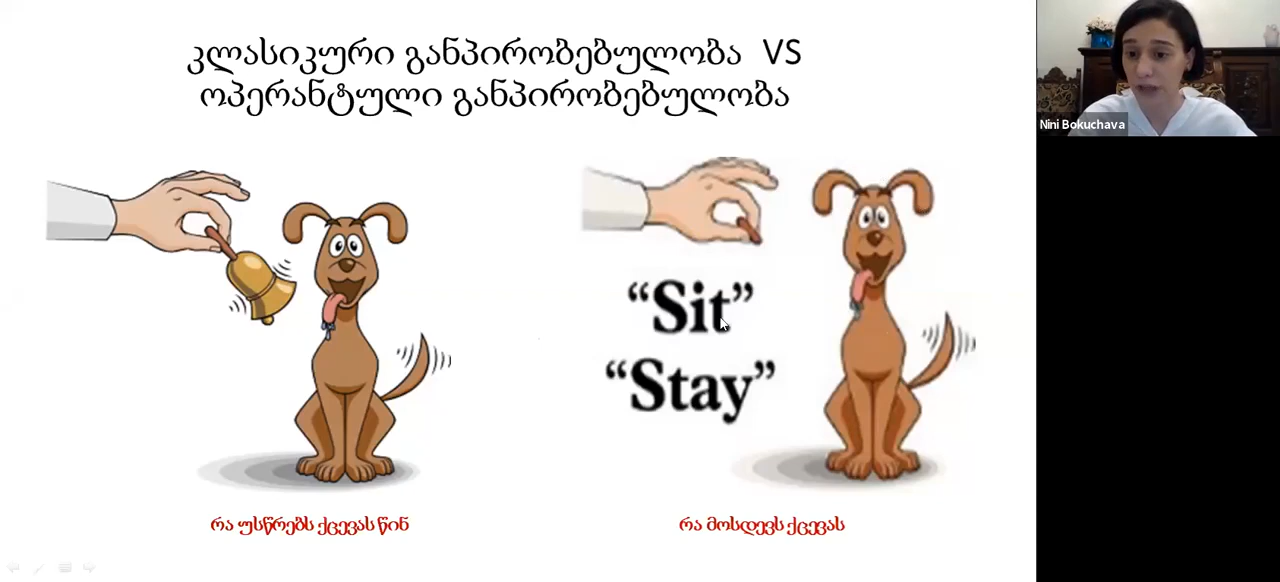 კლასიკური განპირობებულობა VS
ოპერანტული განპირობებულობა
Nini Bokuchava
“Sit”
“Stay”
რა უსწრებს ქცევას წინ
რა მოსდევს ქცევას